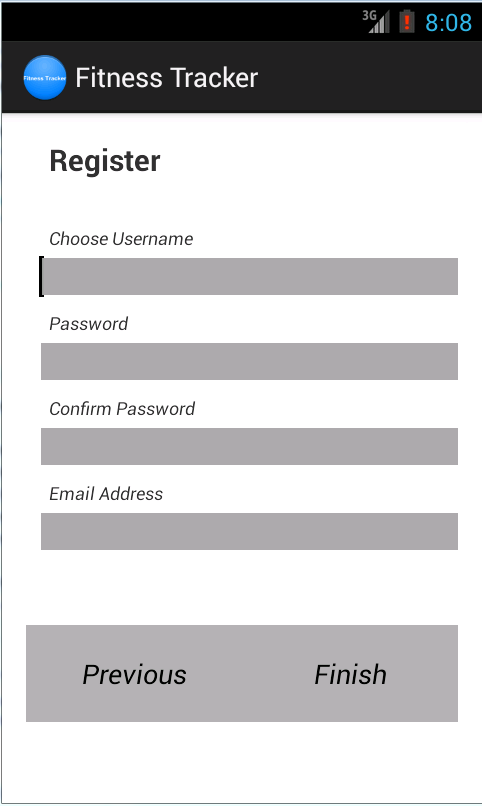 3G 8:08
Fitness Tracker Fitness Tracker
Register
Choose Username
Password
Confirm Password
Email Address
Previous Finish